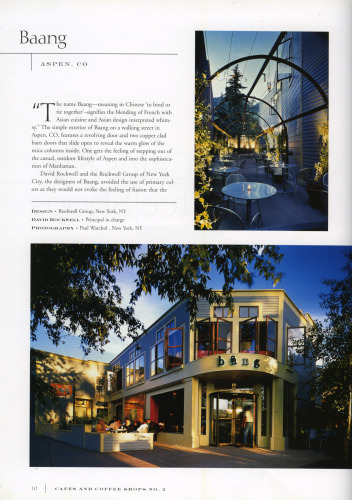 Baang
ASPEN, CO
“The name Baang—meaning in Chinese 'to bind or
tie together'–signifies the blending of French with
Asian cuisine and Asian design interpreted whim-
sy." The simple exterior of Baang on a walking street in
Aspen, CO, features a revolving door and two copper clad
barn doors that slide open to reveal the warm glow of the
mica columns inside. One gets the feeling of stepping out of
the casual, outdoor lifestyle of Aspen and into the sophistica-
tion of Manhattan.
David Rockwell and the Rockwell Group of New York
City, the designers of Baang, avoided the use of primary col-
ors as they would not evoke the feeling of fusion that the
DESIGN • Rockwell Group, New York, NY
DAVID ROCKWELL • Principal in charge
PHOTOGRAPHY • Paul Warchol , New York, NY
bâng
10 | CAFES AND COFFEE SHOPS NO. 2